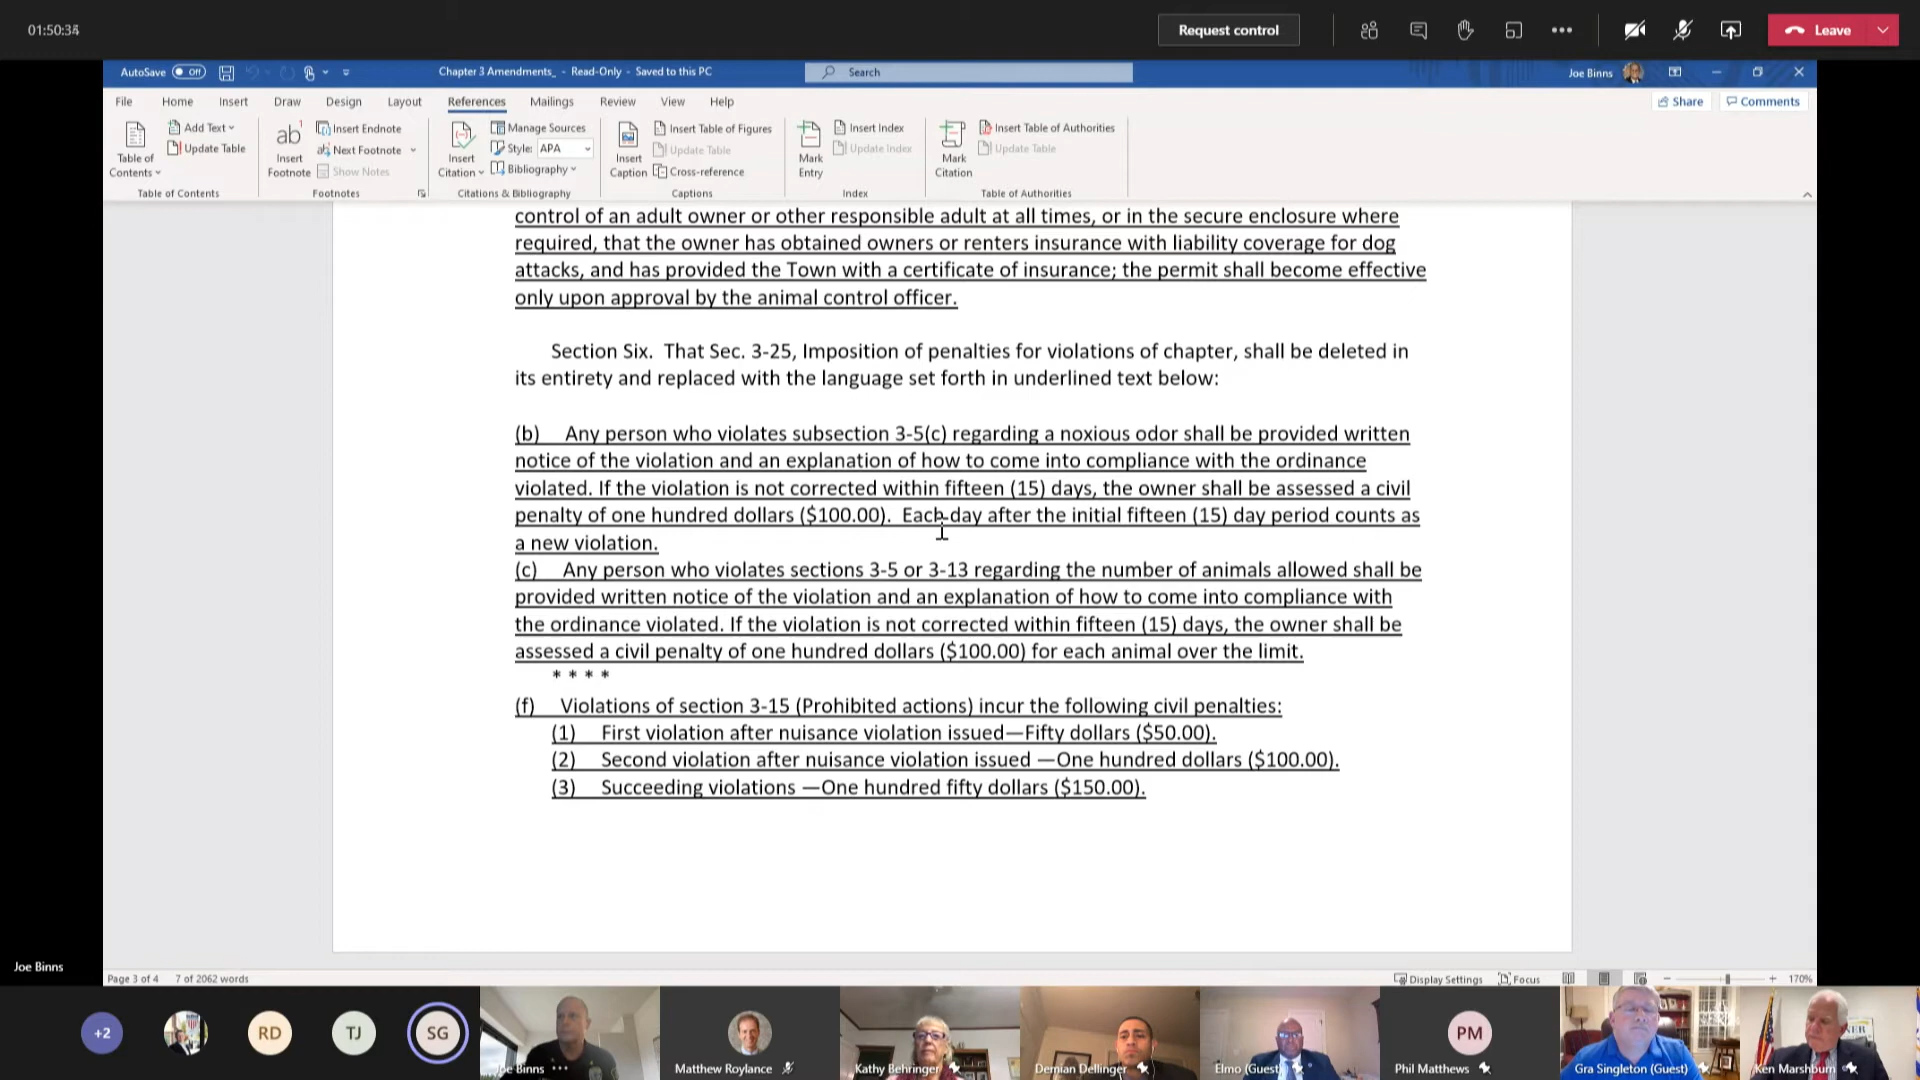 01:50:34
Request control
Leave
AutoSave Off
Chapter 3 Amendments_ - Read-Only - Saved to this PC
Search
Joe Binns
File Home Insert Draw Design Layout References Mailings Review View Help
Share Comments
Table of Contents
Add Text
Update Table
Table of Contents
ab
Insert Footnote
Insert Endnote
Next Footnote
Show Notes
Footnotes
Insert Citation
Manage Sources
Style: APA
Bibliography
Citations & Bibliography
Insert Caption
Insert Table of Figures
Update Table
Cross-reference
Captions
Mark Entry
Insert Index
Update Index
Index
Mark Citation
Insert Table of Authorities
Update Table
Table of Authorities
control of an adult owner or other responsible adult at all times, or in the secure enclosure where
required, that the owner has obtained owners or renters insurance with liability coverage for dog
attacks, and has provided the Town with a certificate of insurance; the permit shall become effective
only upon approval by the animal control officer.
Section Six. That Sec. 3-25, Imposition of penalties for violations of chapter, shall be deleted in
its entirety and replaced with the language set forth in underlined text below:
(b) Any person who violates subsection 3-5(c) regarding a noxious odor shall be provided written
notice of the violation and an explanation of how to come into compliance with the ordinance
violated. If the violation is not corrected within fifteen (15) days, the owner shall be assessed a civil
penalty of one hundred dollars ($100.00). Each day after the initial fifteen (15) day period counts as
a new violation.
(c) Any person who violates sections 3-5 or 3-13 regarding the number of animals allowed shall be
provided written notice of the violation and an explanation of how to come into compliance with
the ordinance violated. If the violation is not corrected within fifteen (15) days, the owner shall be
assessed a civil penalty of one hundred dollars ($100.00) for each animal over the limit.
* * * *
(f) Violations of section 3-15 (Prohibited actions) incur the following civil penalties:
(1) First violation after nuisance violation issued—Fifty dollars ($50.00).
(2) Second violation after nuisance violation issued —One hundred dollars ($100.00).
(3) Succeeding violations —One hundred fifty dollars ($150.00).
Joe Binns
Page 3 of 4 7 of 2062 words
Display Settings Focus 170%
+2 RD TJ SG
Joe Binns
Matthew Roylance
Kathy Behringer
Demian Dellinger
Elmo (Guest)
PM
Phil Matthews
Gra Singleton (Guest)
Ken Marshburn